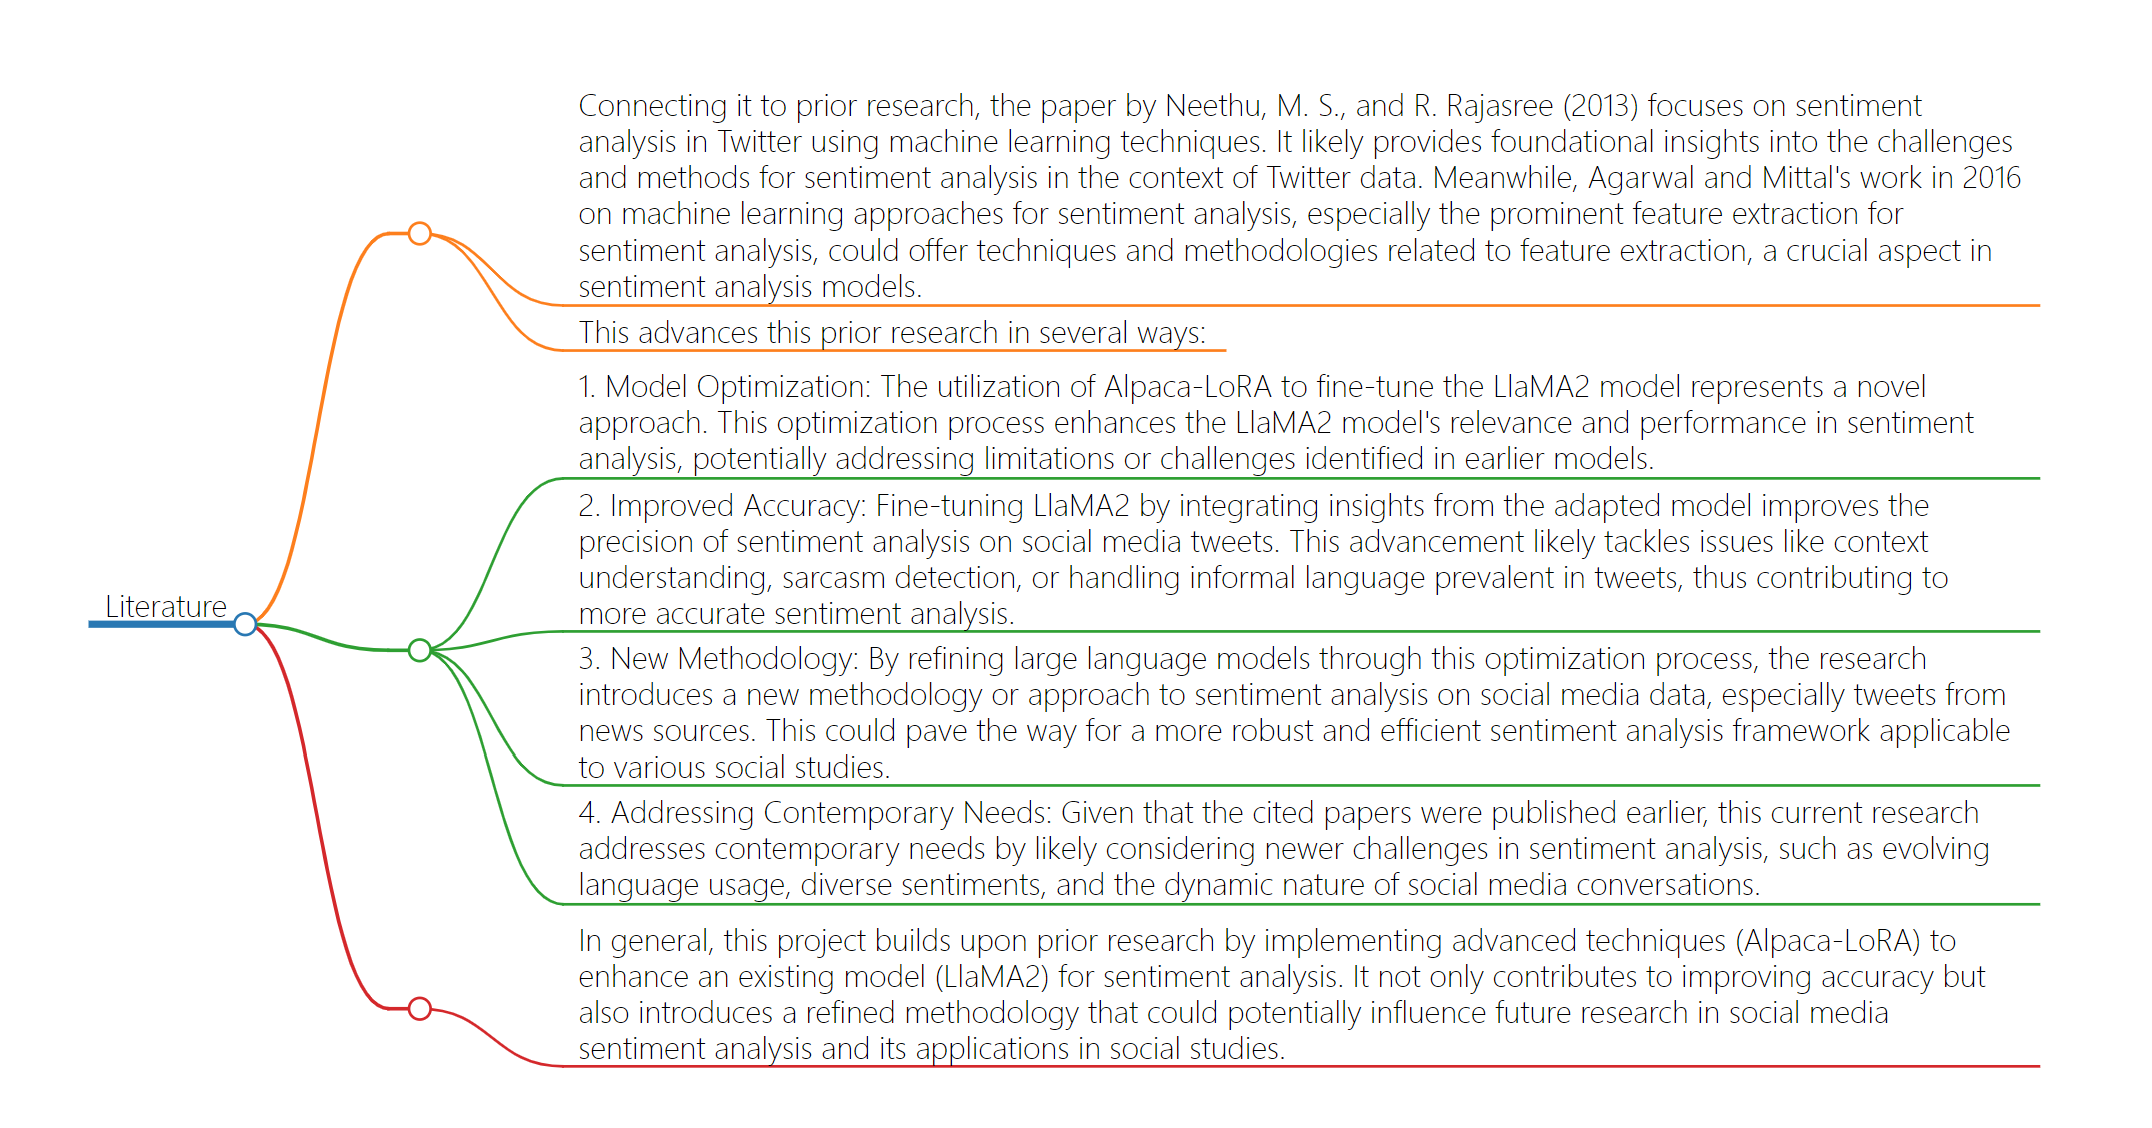 Literature
Connecting it to prior research, the paper by Neethu, M. S., and R. Rajasree (2013) focuses on sentiment
analysis in Twitter using machine learning techniques. It likely provides foundational insights into the challenges
and methods for sentiment analysis in the context of Twitter data. Meanwhile, Agarwal and Mittal's work in 2016
on machine learning approaches for sentiment analysis, especially the prominent feature extraction for
sentiment analysis, could offer techniques and methodologies related to feature extraction, a crucial aspect in
sentiment analysis models.
This advances this prior research in several ways:
1. Model Optimization: The utilization of Alpaca-LoRA to fine-tune the LlaMA2 model represents a novel
approach. This optimization process enhances the LlaMA2 model's relevance and performance in sentiment
analysis, potentially addressing limitations or challenges identified in earlier models.
2. Improved Accuracy: Fine-tuning LlaMA2 by integrating insights from the adapted model improves the
precision of sentiment analysis on social media tweets. This advancement likely tackles issues like context
understanding, sarcasm detection, or handling informal language prevalent in tweets, thus contributing to
more accurate sentiment analysis.
3. New Methodology: By refining large language models through this optimization process, the research
introduces a new methodology or approach to sentiment analysis on social media data, especially tweets from
news sources. This could pave the way for a more robust and efficient sentiment analysis framework applicable
to various social studies.
4. Addressing Contemporary Needs: Given that the cited papers were published earlier, this current research
addresses contemporary needs by likely considering newer challenges in sentiment analysis, such as evolving
language usage, diverse sentiments, and the dynamic nature of social media conversations.
In general, this project builds upon prior research by implementing advanced techniques (Alpaca-LoRA) to
enhance an existing model (LlaMA2) for sentiment analysis. It not only contributes to improving accuracy but
also introduces a refined methodology that could potentially influence future research in social media
sentiment analysis and its applications in social studies.